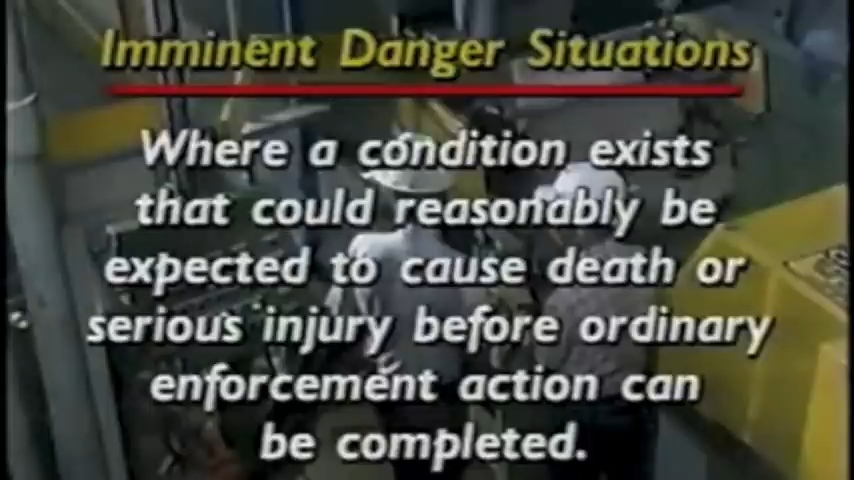 Imminent Danger Situations
Where a condition exists
that could reasonably be
expected to cause death or
serious injury before ordinary
enforcement action can
be completed.